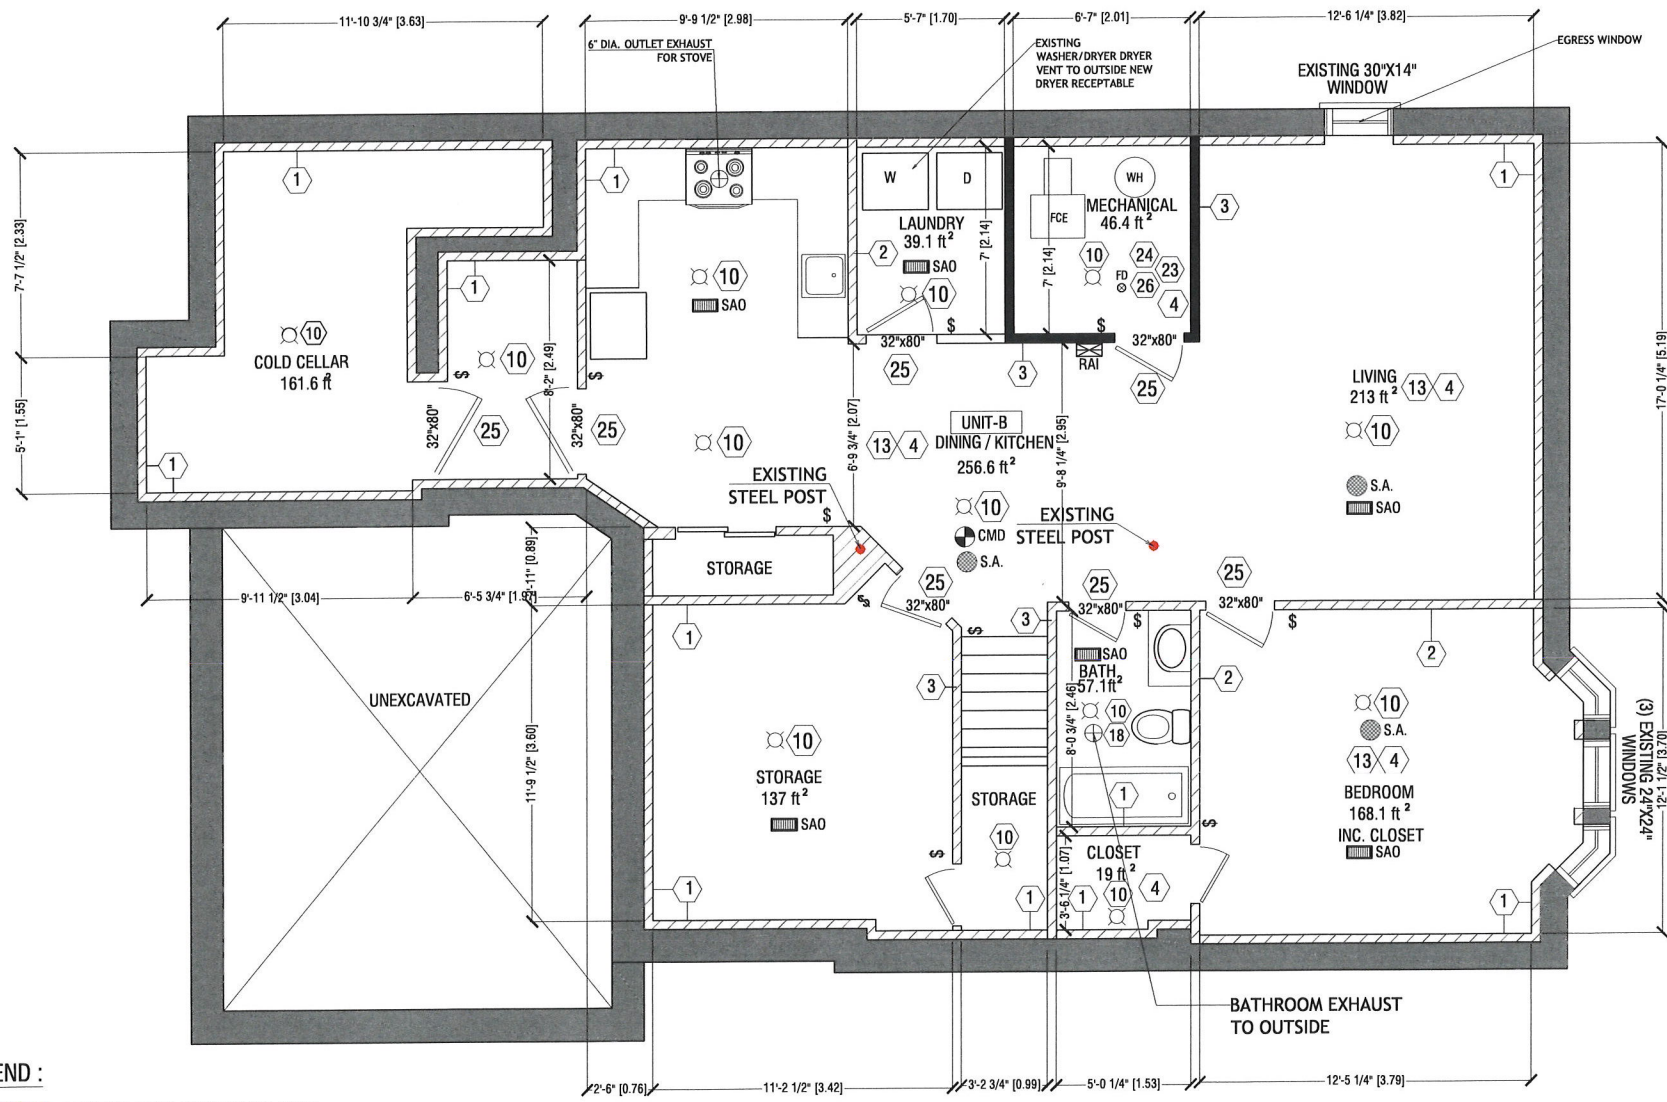 11'-10 3/4" [3.63]
9'-9 1/2" [2.98]
5'-7" [1.70]
6'-7" [2.01]
12'-6 1/4" [3.82]
6" DIA. OUTLET EXHAUST
FOR STOVE
EXISTING
WASHER/DRYER DRYER
VENT TO OUTSIDE NEW
DRYER RECEPTABLE
EXISTING 30"X14"
WINDOW
EGRESS WINDOW
1
1
W
D
WH
FCE
MECHANICAL
46.4 ft²
1
3
LAUNDRY
39.1 ft²
SAO
10
2
7' [2.14]
7' [2.14]
10
24
23
FD
26
4
7'-7 1/2" [2.33]
5'-1" [1.55]
17'-0 1/4" [5.19]
10
COLD CELLAR
161.6 ft²
1
10
8'-2" [2.49]
10
SAO
$
$
32"x80"
25
32"x80"
25
1
10
$
32"x80"
25
3
$
32"x80"
RAI
25
6'-9 3/4" [2.07]
13
4
UNIT-B
DINING / KITCHEN
256.6 ft²
9'-8 1/4" [2.95]
10
CMD
S.A.
LIVING
213 ft²
13
4
10
S.A.
SAO
EXISTING
STEEL POST
$
EXISTING
STEEL POST
9'-11 1/2" [3.04]
6'-5 3/4" [1.97]
2'-11" [0.89]
STORAGE
$
25
32"x80"
25
32"x80"
$
25
32"x80"
$
1
3
$
3
2
2
UNEXCAVATED
11'-9 1/2" [3.60]
10
STORAGE
137 ft²
SAO
1
STORAGE
10
$
1
SAO
BATH
57.1ft²
8'-0 3/4" [2.46]
10
18
1
$
CLOSET
19 ft²
3'-6 1/4" [1.07]
10
4
1
10
S.A.
13
4
BEDROOM
168.1 ft²
INC. CLOSET
SAO
1
(3) EXISTING 24"X24"
WINDOWS
12'-1 1/2" [3.70]
BATHROOM EXHAUST
TO OUTSIDE
END :
2'-6" [0.76]
11'-2 1/2" [3.42]
3'-2 3/4" [0.99]
5'-0 1/4" [1.53]
12'-5 1/4" [3.79]